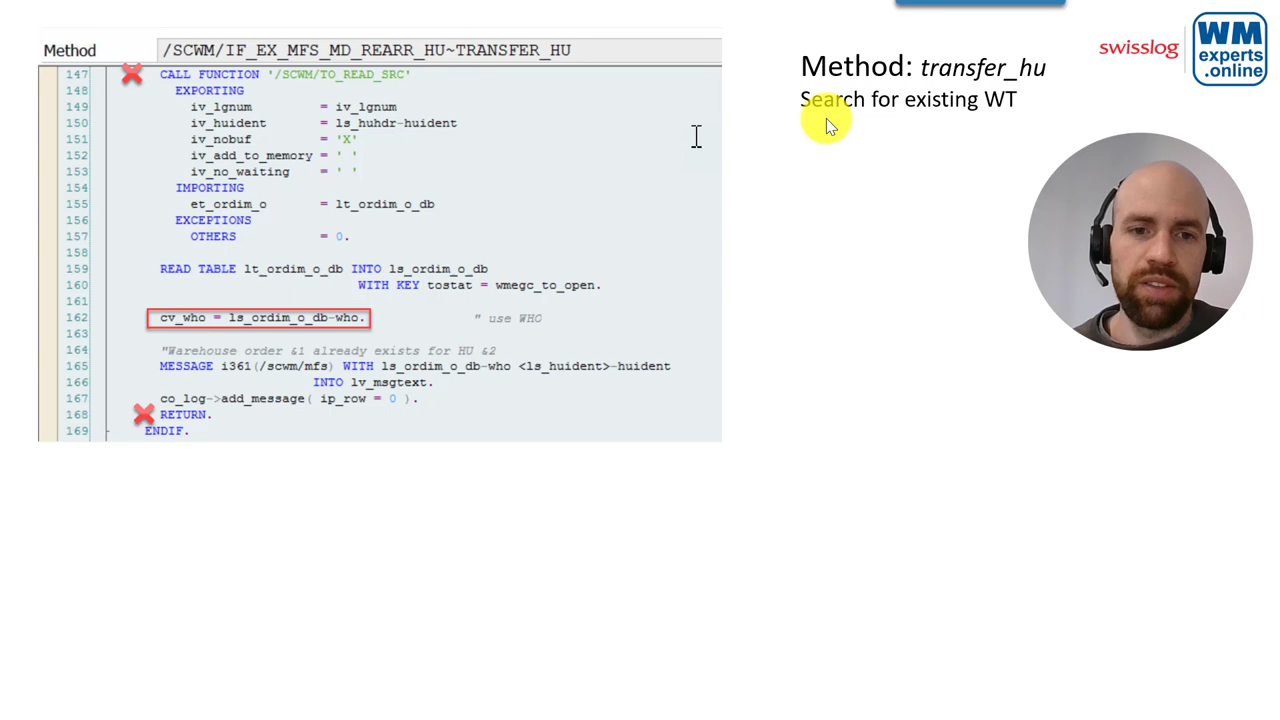 Method /SCWM/IF_EX_MFS_MD_REARR_HU~TRANSFER_HU
147 CALL FUNCTION '/SCWM/TO_READ_SRC'
148 EXPORTING
149 iv_lgnum = iv_lgnum
150 iv_huident = ls_huhdr-huident
151 iv_nobuf = 'X'
152 iv_add_to_memory = ' '
153 iv_no_waiting = ' '
154 IMPORTING
155 et_ordim_o = lt_ordim_o_db
156 EXCEPTIONS
157 OTHERS = 0.
158
159 READ TABLE lt_ordim_o_db INTO ls_ordim_o_db
160 WITH KEY tostat = wmegc_to_open.
161
162 cv_who = ls_ordim_o_db-who. " use WHO
163
164 "Warehouse order &1 already exists for HU &2
165 MESSAGE i361(/scwm/mfs) WITH ls_ordim_o_db-who <ls_huident>-huident
166 INTO lv_msgtext.
167 co_log->add_message( ip_row = 0 ).
168 RETURN.
169 ENDIF.
Method: transfer_hu
Search for existing WT
swisslog
WM
experts
.online